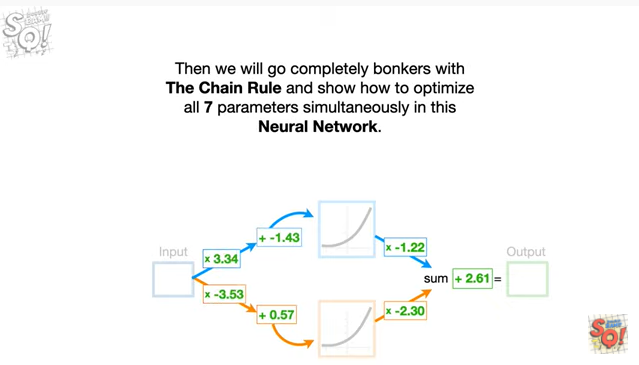 Then we will go completely bonkers with
The Chain Rule and show how to optimize
all 7 parameters simultaneously in this
Neural Network.
Input
x 3.34
+ -1.43
x -1.22
x -3.53
+ 0.57
x -2.30
sum + 2.61 =
Output